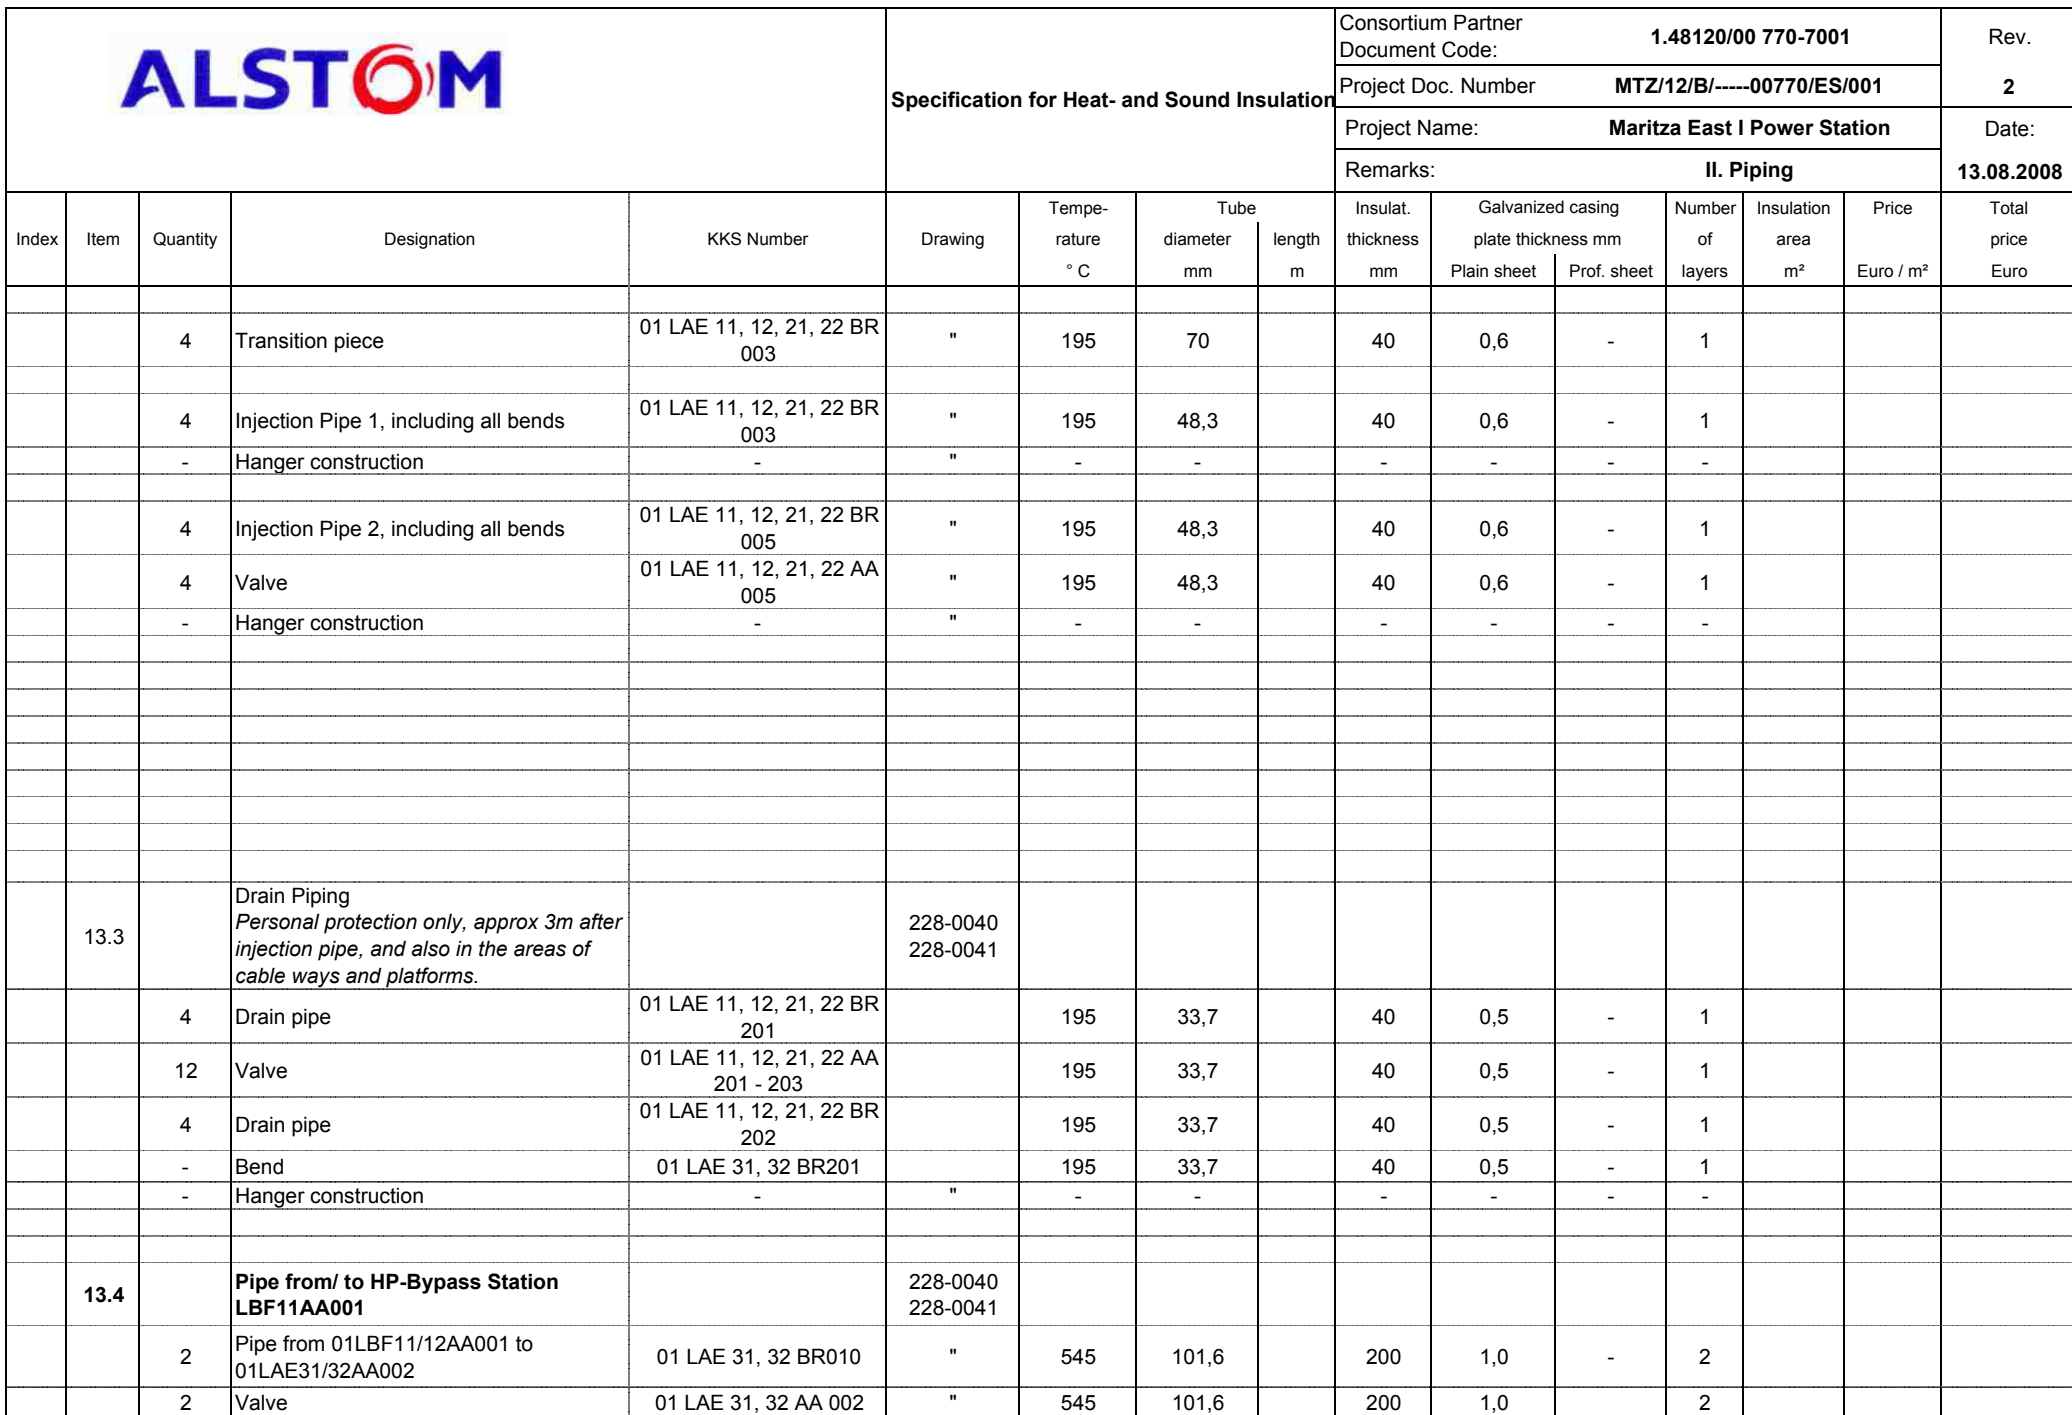 ALSTOM
Specification for Heat- and Sound Insulation
Consortium Partner
Document Code:
1.48120/00 770-7001
Rev.
Project Doc. Number
MTZ/12/B/-----00770/ES/001
2
Project Name:
Maritza East I Power Station
Date:
Remarks:
II. Piping
13.08.2008
Tempe- Tube Insulat. Galvanized casing Number Insulation Price Total
Index Item Quantity Designation KKS Number Drawing rature diameter length thickness plate thickness mm of area price
° C mm m mm Plain sheet Prof. sheet layers m² Euro / m² Euro
4 Transition piece 01 LAE 11, 12, 21, 22 BR 003 " 195 70 40 0,6 - 1
4 Injection Pipe 1, including all bends 01 LAE 11, 12, 21, 22 BR 003 " 195 48,3 40 0,6 - 1
- Hanger construction - " - - - - - -
4 Injection Pipe 2, including all bends 01 LAE 11, 12, 21, 22 BR 005 " 195 48,3 40 0,6 - 1
4 Valve 01 LAE 11, 12, 21, 22 AA 005 " 195 48,3 40 0,6 - 1
- Hanger construction - " - - - - - -
13.3
Drain Piping
Personal protection only, approx 3m after
injection pipe, and also in the areas of
cable ways and platforms.
228-0040
228-0041
4 Drain pipe 01 LAE 11, 12, 21, 22 BR 201 195 33,7 40 0,5 - 1
12 Valve 01 LAE 11, 12, 21, 22 AA 201 - 203 195 33,7 40 0,5 - 1
4 Drain pipe 01 LAE 11, 12, 21, 22 BR 202 195 33,7 40 0,5 - 1
- Bend 01 LAE 31, 32 BR201 195 33,7 40 0,5 - 1
- Hanger construction - " - - - - - -
13.4
Pipe from/ to HP-Bypass Station
LBF11AA001
228-0040
228-0041
2 Pipe from 01LBF11/12AA001 to
01LAE31/32AA002
01 LAE 31, 32 BR010 " 545 101,6 200 1,0 - 2
2 Valve 01 LAE 31, 32 AA 002 " 545 101,6 200 1,0 2